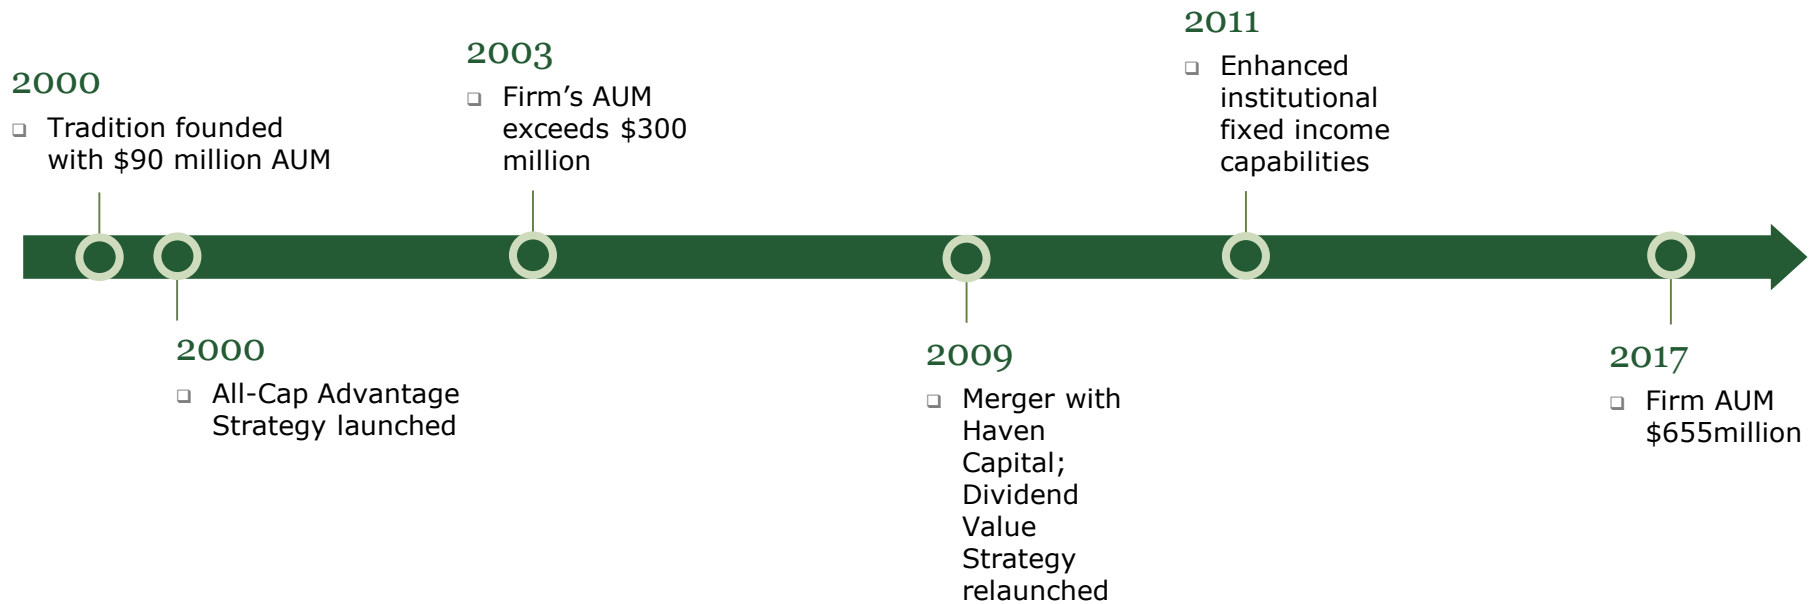 2000
❑ Tradition founded
with $90 million AUM
2003
❑ Firm’s AUM
exceeds $300
million
2011
❑ Enhanced
institutional
fixed income
capabilities
2000
❑ All-Cap Advantage
Strategy launched
2009
❑ Merger with
Haven
Capital;
Dividend
Value
Strategy
relaunched
2017
❑ Firm AUM
$655million